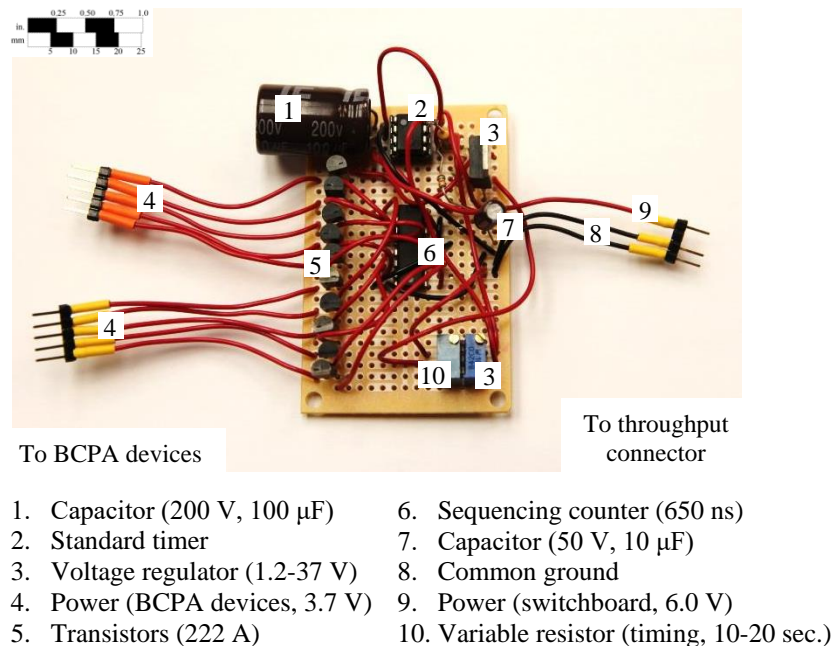 0.25 0.50 0.75 1.0
in.
mm
5 10 15 20 25
1
2
3
00V 200V
4
9
7
8
6
5
4
10
3
To BCPA devices
To throughput
connector
1. Capacitor (200 V, 100 μF)
2. Standard timer
3. Voltage regulator (1.2-37 V)
4. Power (BCPA devices, 3.7 V)
5. Transistors (222 A)
6. Sequencing counter (650 ns)
7. Capacitor (50 V, 10 μF)
8. Common ground
9. Power (switchboard, 6.0 V)
10. Variable resistor (timing, 10-20 sec.)